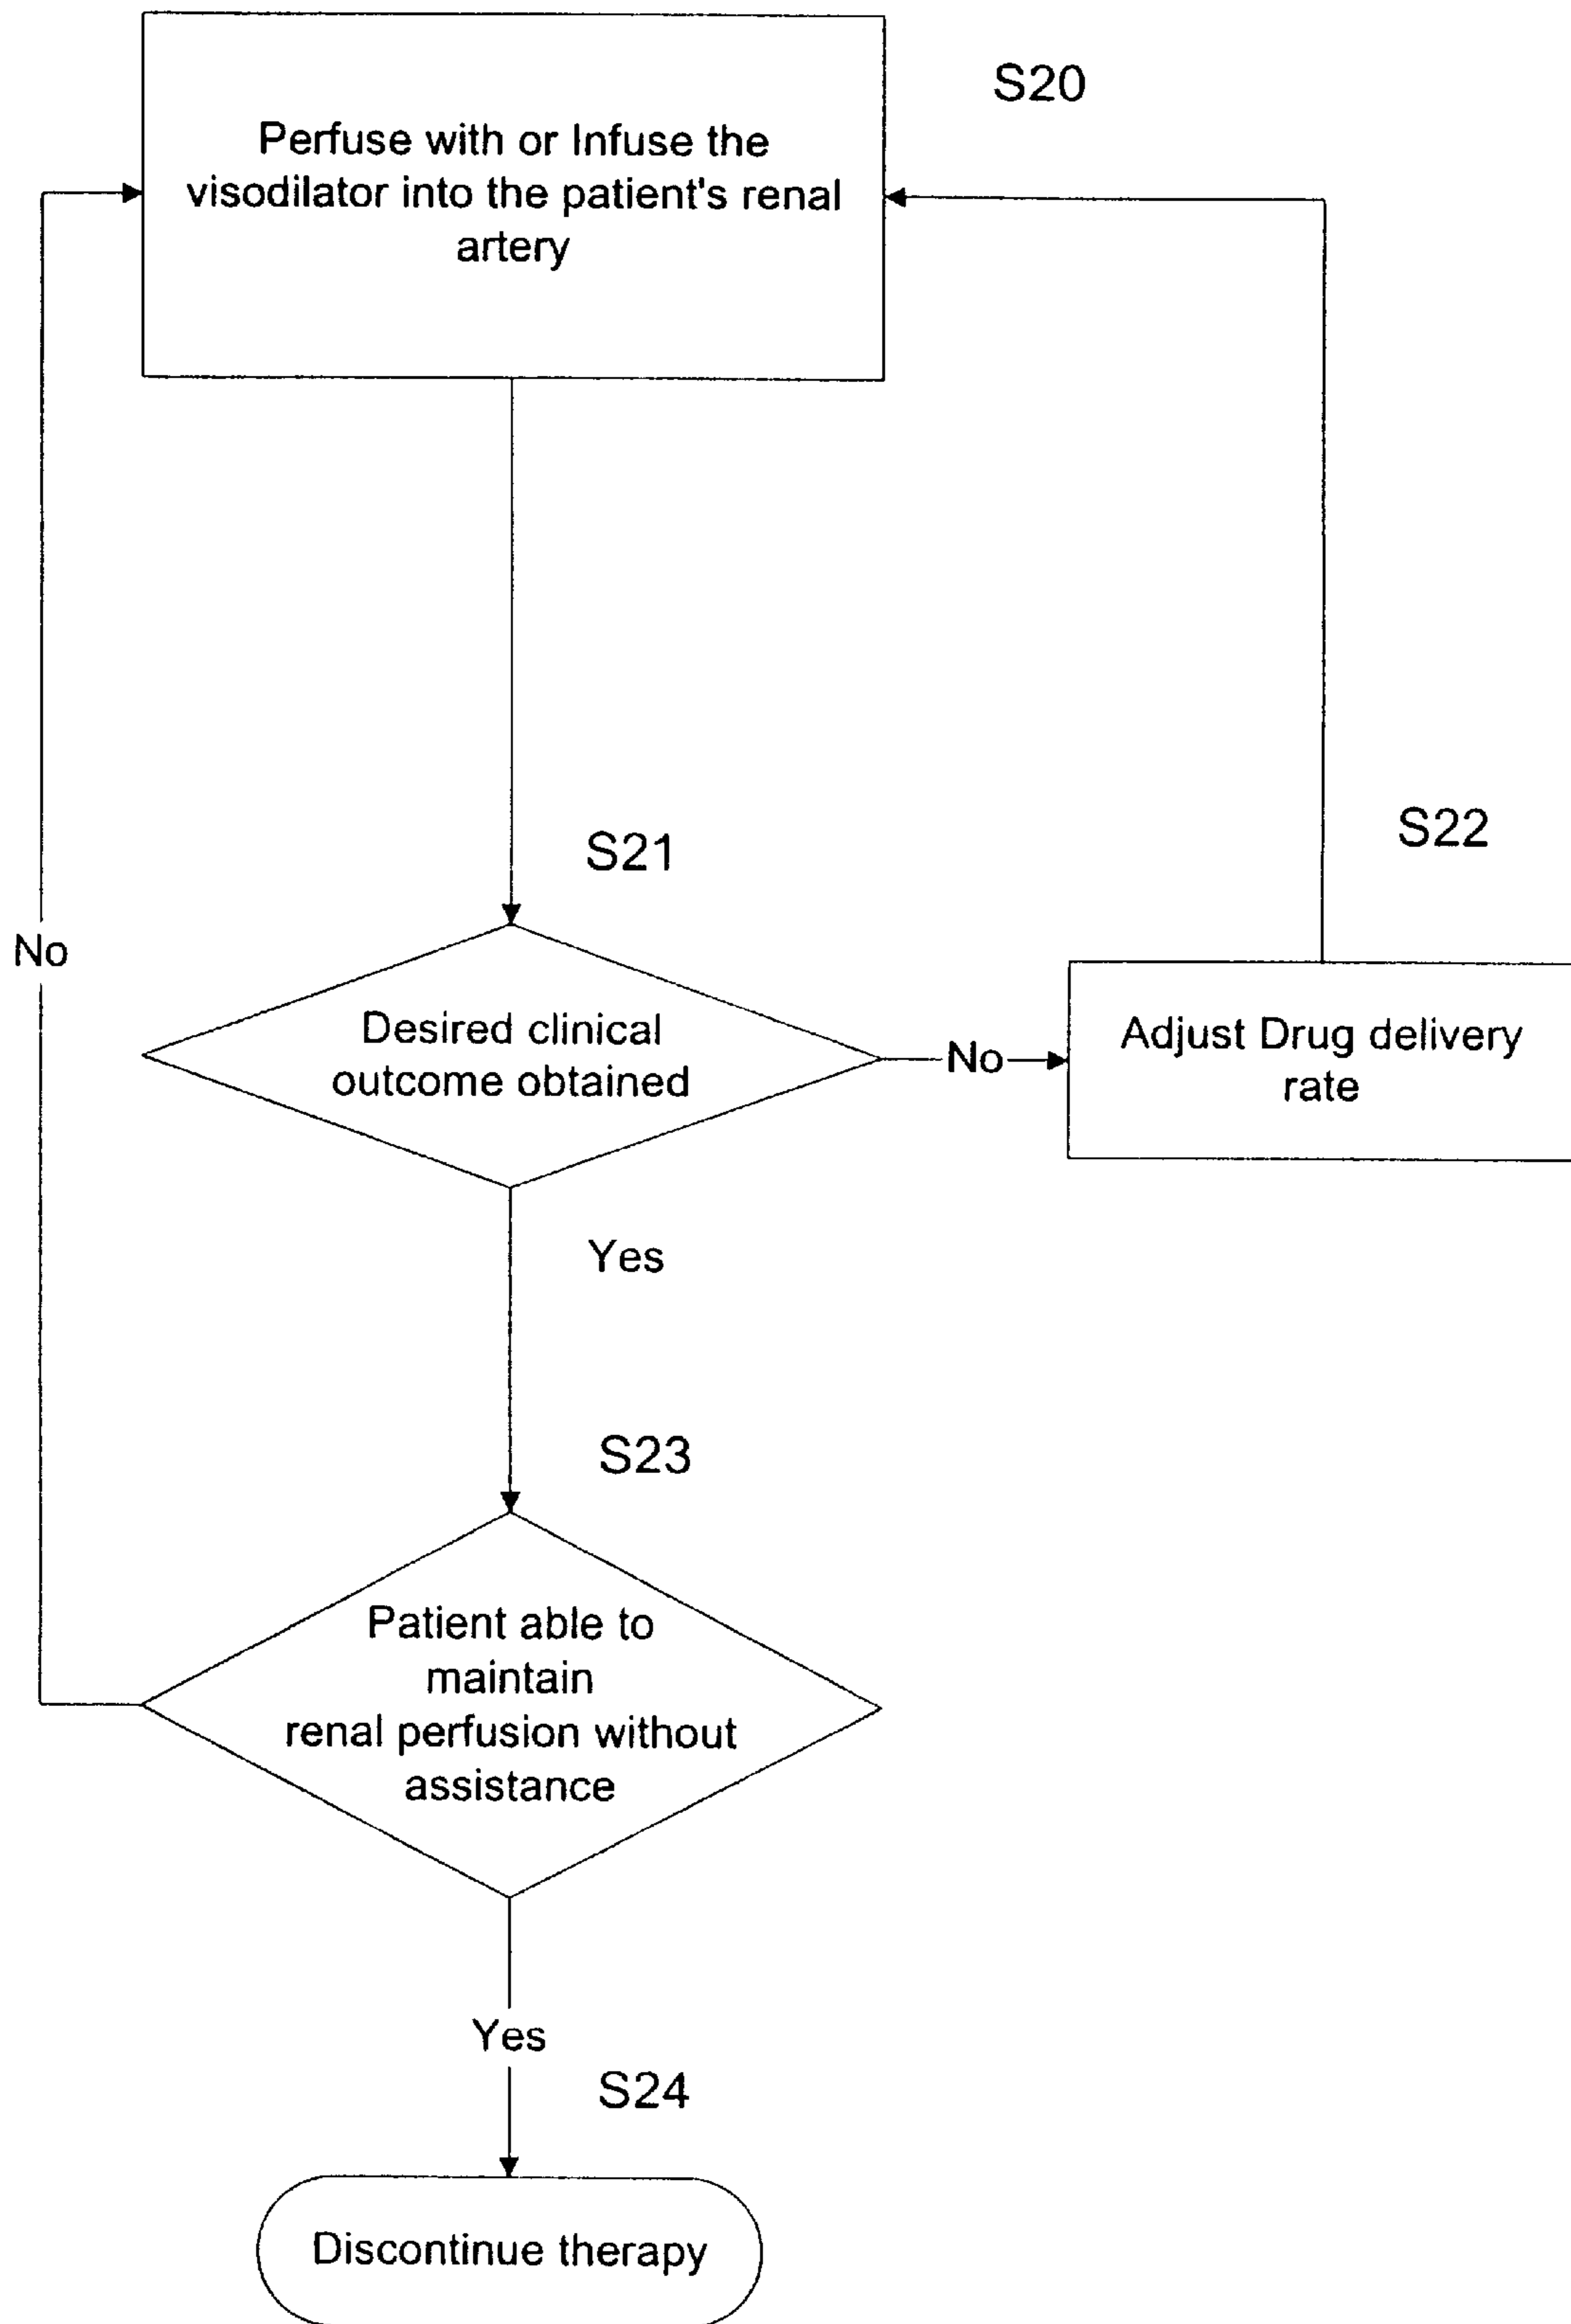 S20
Perfuse with or Infuse the
visodilator into the patient's renal
artery
S21
S22
No
Desired clinical
outcome obtained
No
Adjust Drug delivery
rate
Yes
S23
Patient able to
maintain
renal perfusion without
assistance
Yes
S24
Discontinue therapy